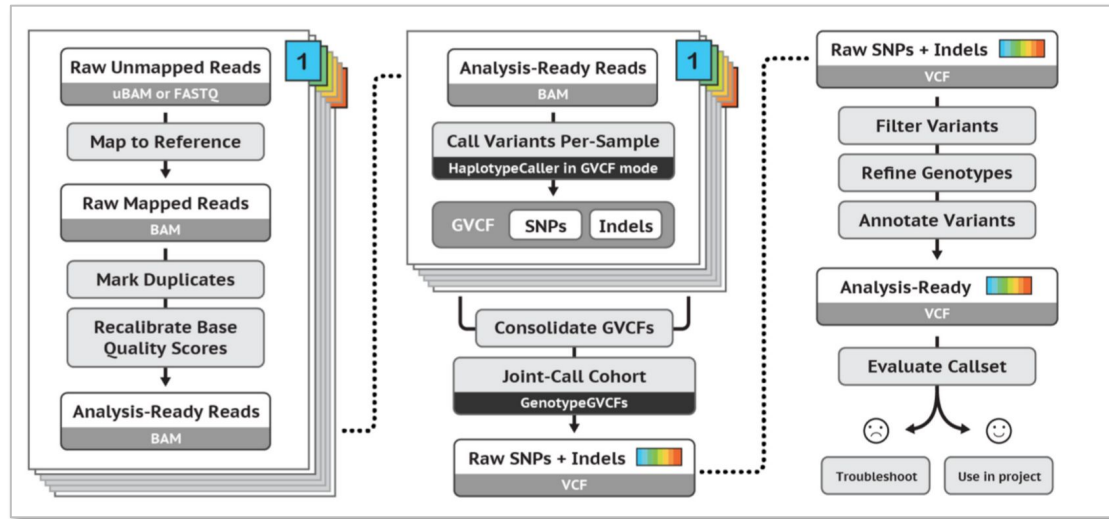 1
Raw Unmapped Reads
uBAM or FASTQ
Map to Reference
Raw Mapped Reads
BAM
Mark Duplicates
Recalibrate Base
Quality Scores
Analysis-Ready Reads
BAM
1
Analysis-Ready Reads
BAM
Call Variants Per-Sample
HaplotypeCaller in GVCF mode
GVCF SNPs Indels
Consolidate GVCFs
Joint-Call Cohort
GenotypeGVCFs
Raw SNPs + Indels
VCF
Raw SNPs + Indels
VCF
Filter Variants
Refine Genotypes
Annotate Variants
Analysis-Ready
VCF
Evaluate Callset
Troubleshoot
Use in project